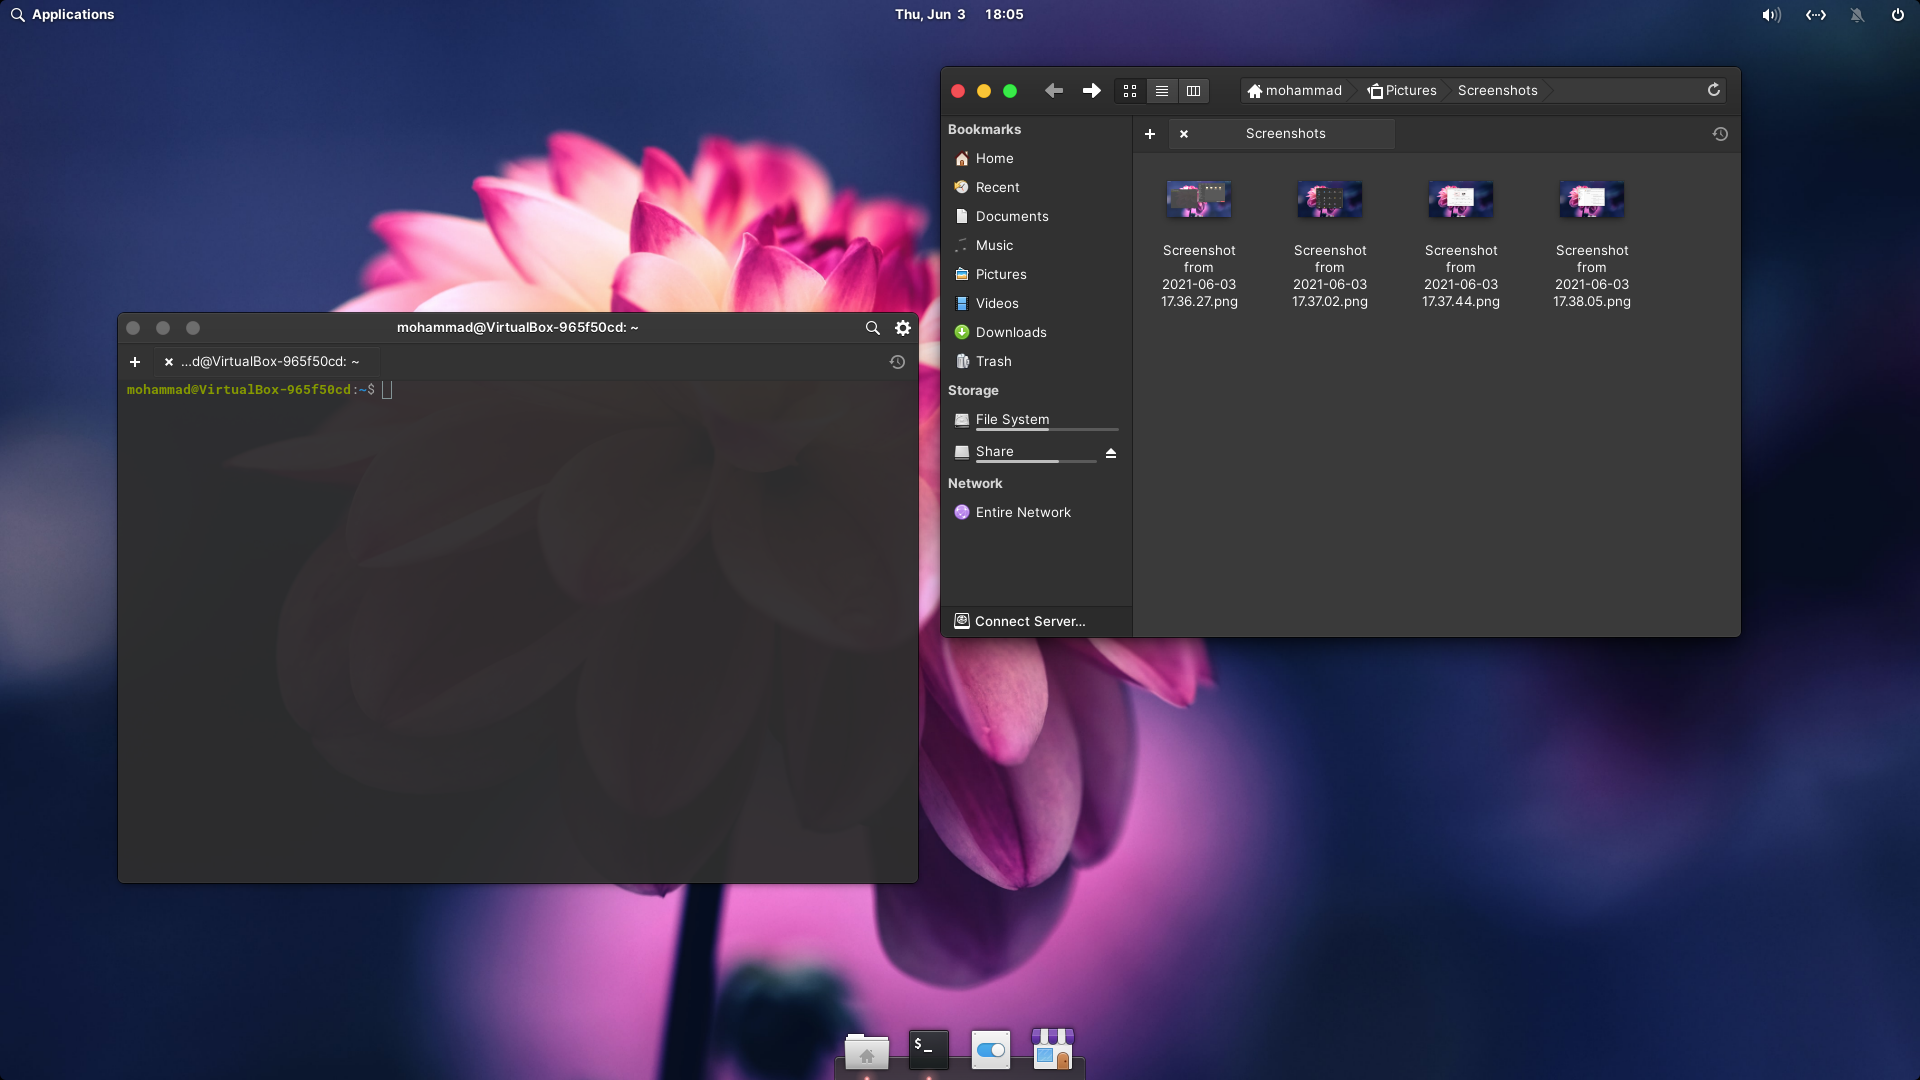 Applications
Thu, Jun 3 18:05
mohammad
Pictures
Screenshots
Bookmarks
Home
Recent
Documents
Music
Pictures
Videos
Downloads
Trash
Storage
File System
Share
Network
Entire Network
Connect Server...
Screenshots
Screenshot
from
2021-06-03
17.36.27.png
Screenshot
from
2021-06-03
17.37.02.png
Screenshot
from
2021-06-03
17.37.44.png
Screenshot
from
2021-06-03
17.38.05.png
mohammad@VirtualBox-965f50cd: ~
...d@VirtualBox-965f50cd: ~
mohammad@VirtualBox-965f50cd:~$
$_